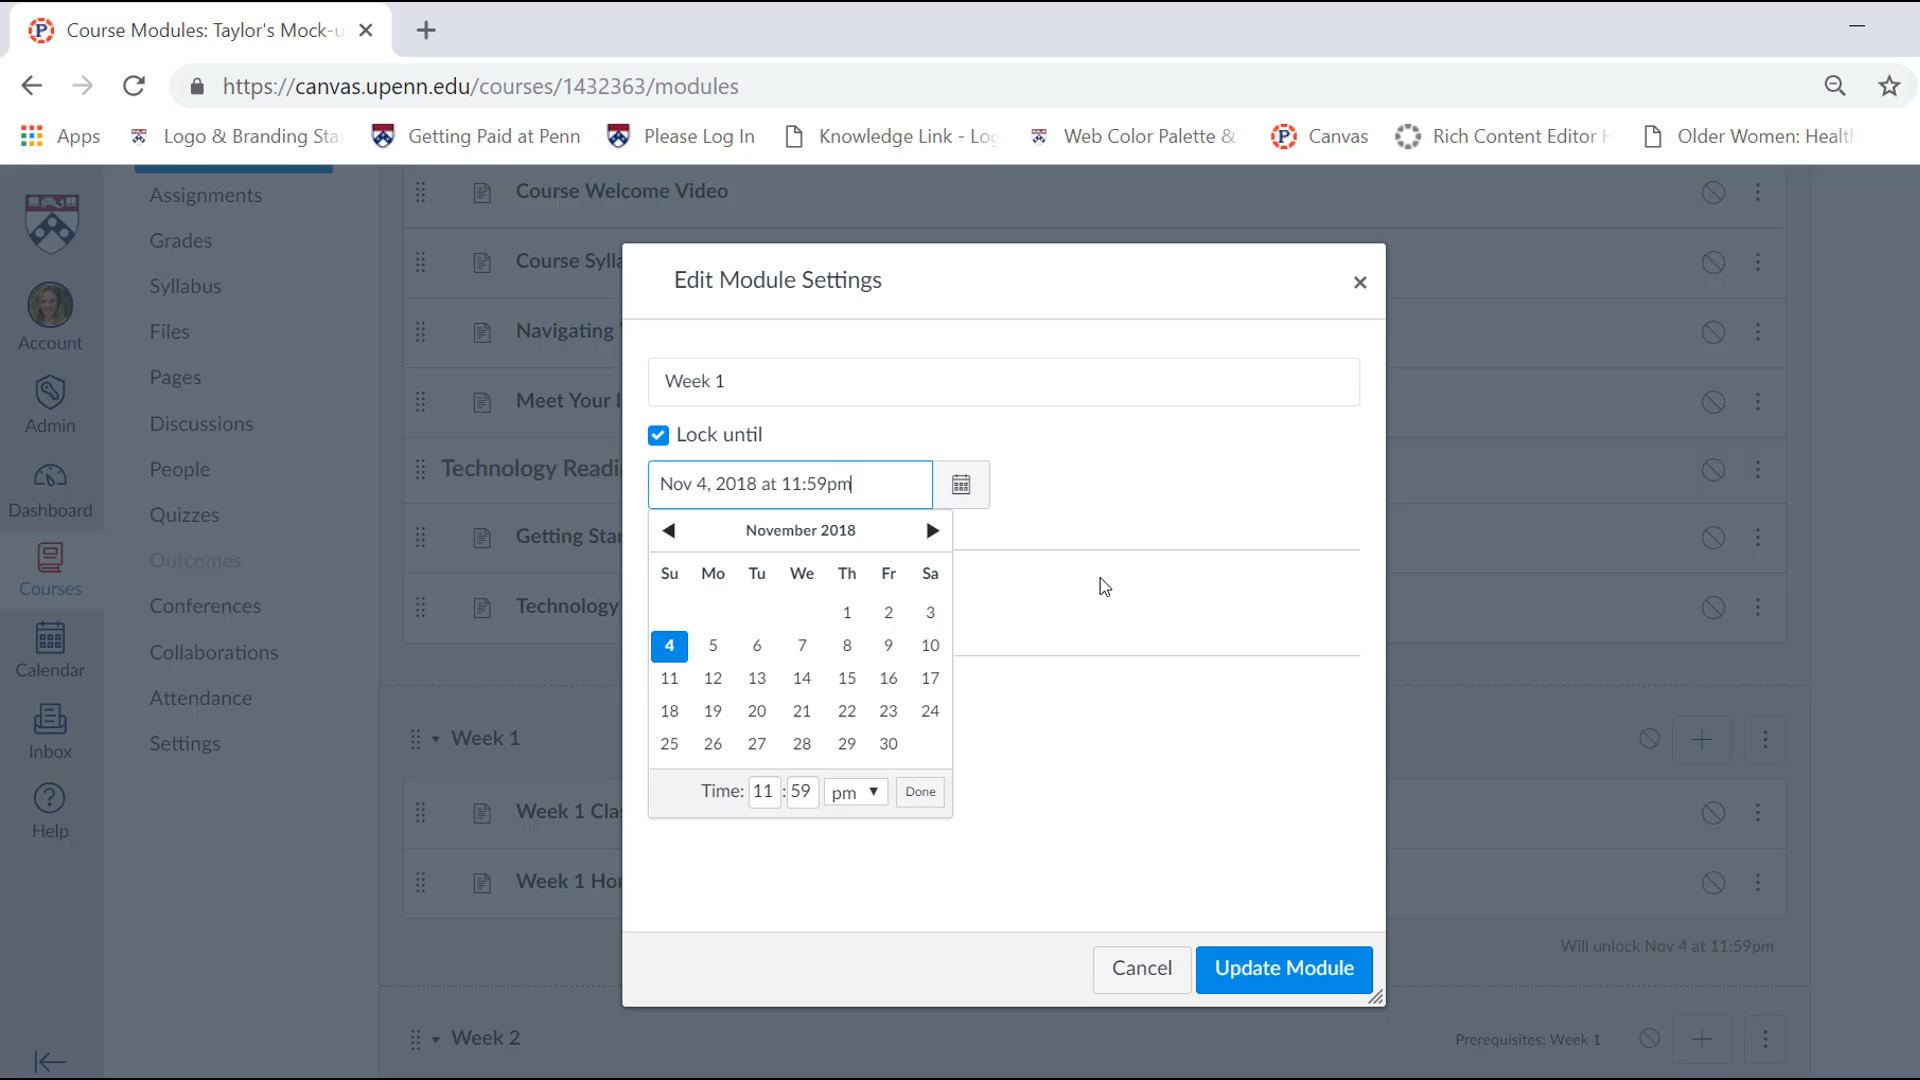 Course Modules: Taylor's Mock-u
https://canvas.upenn.edu/courses/1432363/modules
Apps
Logo & Branding Sta
Getting Paid at Penn
Please Log In
Knowledge Link - Log
Web Color Palette &
Canvas
Rich Content Editor H
Older Women: Health
Account
Admin
Dashboard
Courses
Calendar
Inbox
Help
Assignments
Grades
Syllabus
Files
Pages
Discussions
People
Quizzes
Outcomes
Conferences
Collaborations
Attendance
Settings
Course Welcome Video
Course Sylla
Navigating
Meet Your I
Technology Readi
Getting Star
Technology
Week 1
Week 1 Cla
Week 1 Ho
Will unlock Nov 4 at 11:59pm
Week 2
Prerequisites: Week 1
Edit Module Settings
Week 1
Lock until
Nov 4, 2018 at 11:59pm
November 2018
Su Mo Tu We Th Fr Sa
1 2 3
4 5 6 7 8 9 10
11 12 13 14 15 16 17
18 19 20 21 22 23 24
25 26 27 28 29 30
Time: 11 : 59 pm Done
Cancel
Update Module